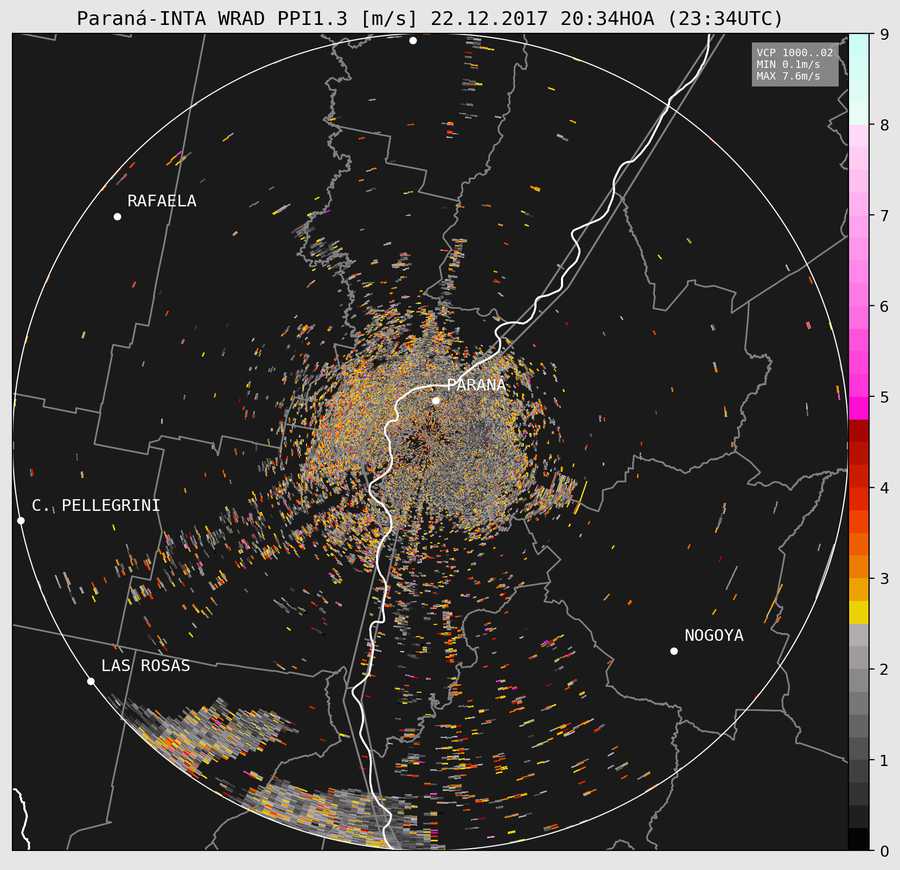 Paraná-INTA WRAD PPI1.3 [m/s] 22.12.2017 20:34HOA (23:34UTC)
VCP 1000..02
MIN 0.1m/s
MAX 7.6m/s
RAFAELA
PARANA
C. PELLEGRINI
NOGOYA
LAS ROSAS
9
8
7
6
5
4
3
2
1
0